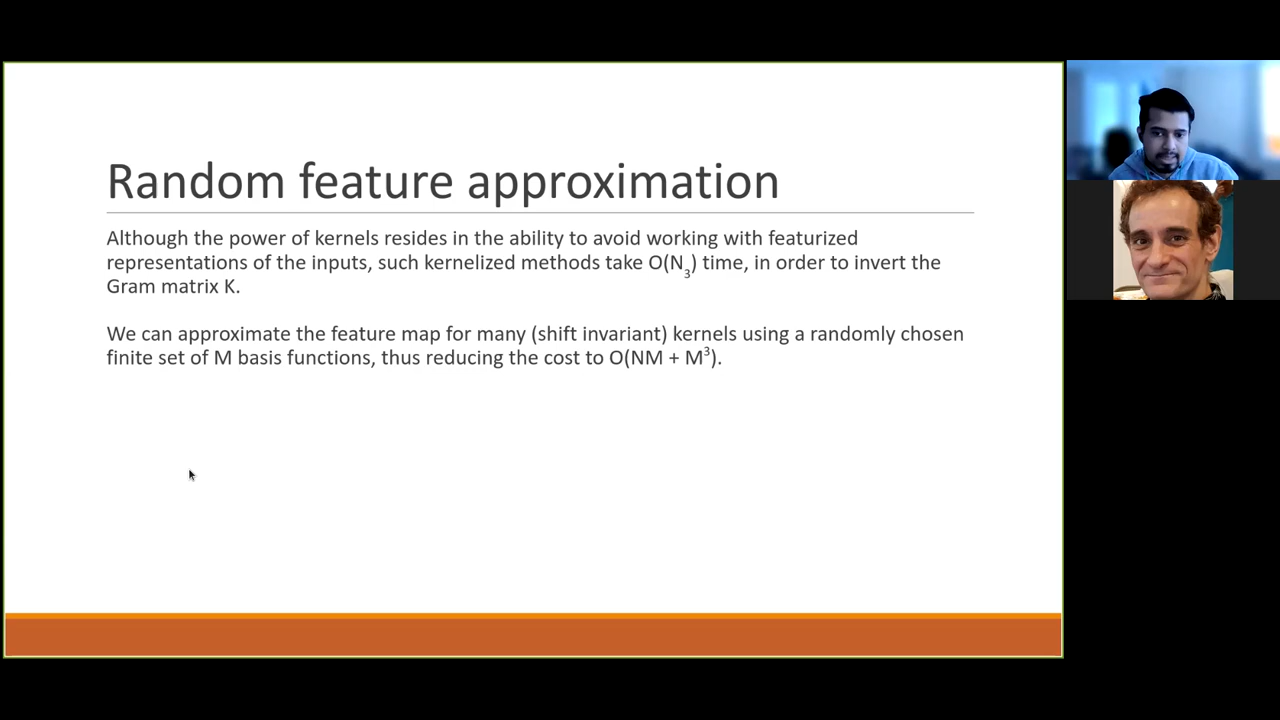 Random feature approximation
Although the power of kernels resides in the ability to avoid working with featurized
representations of the inputs, such kernelized methods take O(N₃) time, in order to invert the
Gram matrix K.
We can approximate the feature map for many (shift invariant) kernels using a randomly chosen
finite set of M basis functions, thus reducing the cost to O(NM + M³).